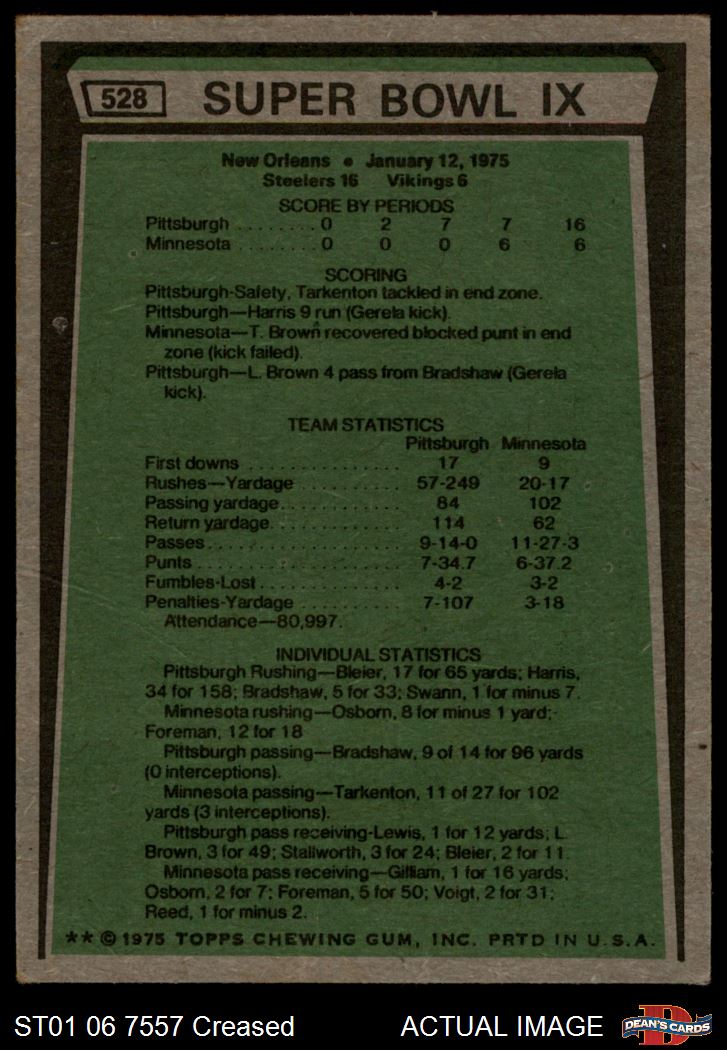 528 SUPER BOWL IX
New Orleans • January 12, 1975
Steelers 16 Vikings 6
SCORE BY PERIODS
Pittsburgh ........ 0 2 7 7 16
Minnesota ........ 0 0 0 6 6
SCORING
Pittsburgh-Safety, Tarkenton tackled in end zone.
Pittsburgh—Harris 9 run (Gerela kick).
Minnesota—T. Brown recovered blocked punt in end
zone (kick failed).
Pittsburgh—L. Brown 4 pass from Bradshaw (Gerela
kick).
TEAM STATISTICS
Pittsburgh Minnesota
First downs .............. 17 9
Rushes—Yardage ......... 57-249 20-17
Passing yardage ........... 84 102
Return yardage ............ 114 62
Passes .................. 9-14-0 11-27-3
Punts ................... 7-34.7 6-37.2
Fumbles-Lost ............. 4-2 3-2
Penalties-Yardage ......... 7-107 3-18
Attendance—80,997.
INDIVIDUAL STATISTICS
Pittsburgh Rushing—Bleier, 17 for 65 yards; Harris,
34 for 158; Bradshaw, 5 for 33; Swann, 1 for minus 7.
Minnesota rushing—Osborn, 8 for minus 1 yard;
Foreman, 12 for 18
Pittsburgh passing—Bradshaw, 9 of 14 for 96 yards
(0 interceptions).
Minnesota passing—Tarkenton, 11 of 27 for 102
yards (3 interceptions).
Pittsburgh pass receiving-Lewis, 1 for 12 yards; L.
Brown, 3 for 49; Stallworth, 3 for 24; Bleier, 2 for 11.
Minnesota pass receiving—Gilliam, 1 for 16 yards;
Osborn, 2 for 7; Foreman, 5 for 50; Voigt, 2 for 31;
Reed, 1 for minus 2.
** © 1975 TOPPS CHEWING GUM, INC. PRTD IN U.S.A.
ST01 06 7557 Creased ACTUAL IMAGE D DEAN'S CARDS